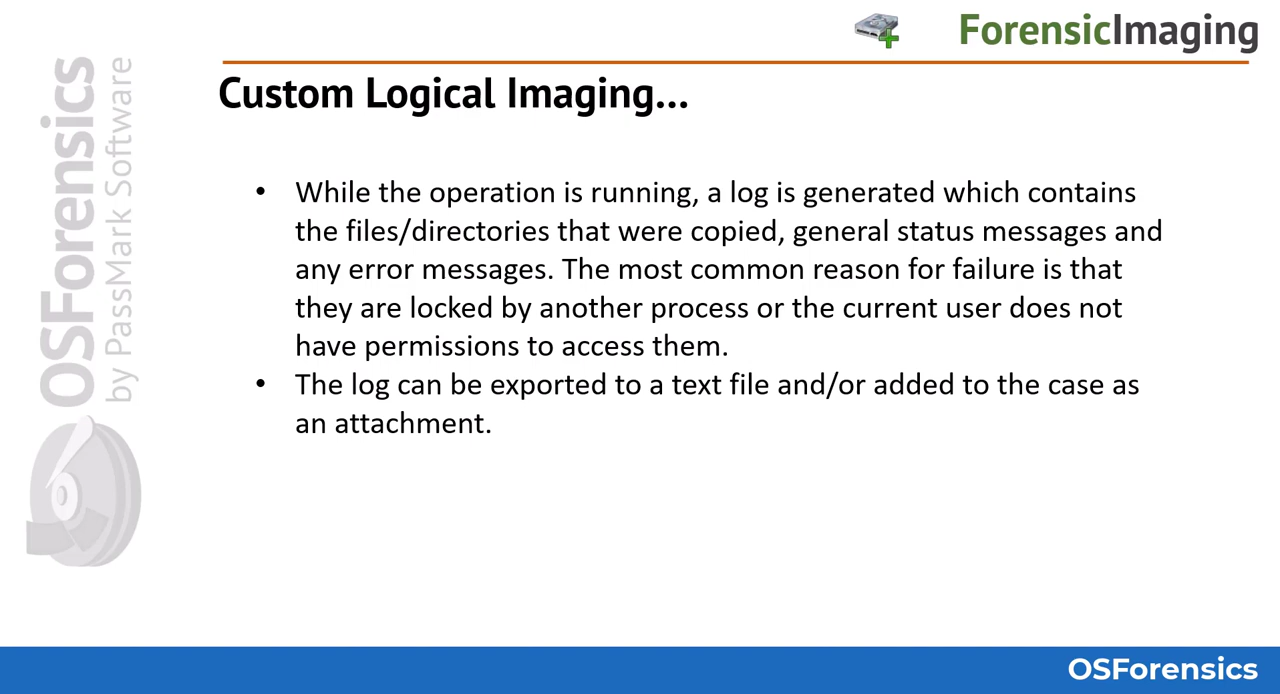 ForensicImaging
Custom Logical Imaging...
• While the operation is running, a log is generated which contains
the files/directories that were copied, general status messages and
any error messages. The most common reason for failure is that
they are locked by another process or the current user does not
have permissions to access them.
• The log can be exported to a text file and/or added to the case as
an attachment.
OSForensics
by PassMark Software
OSForensics